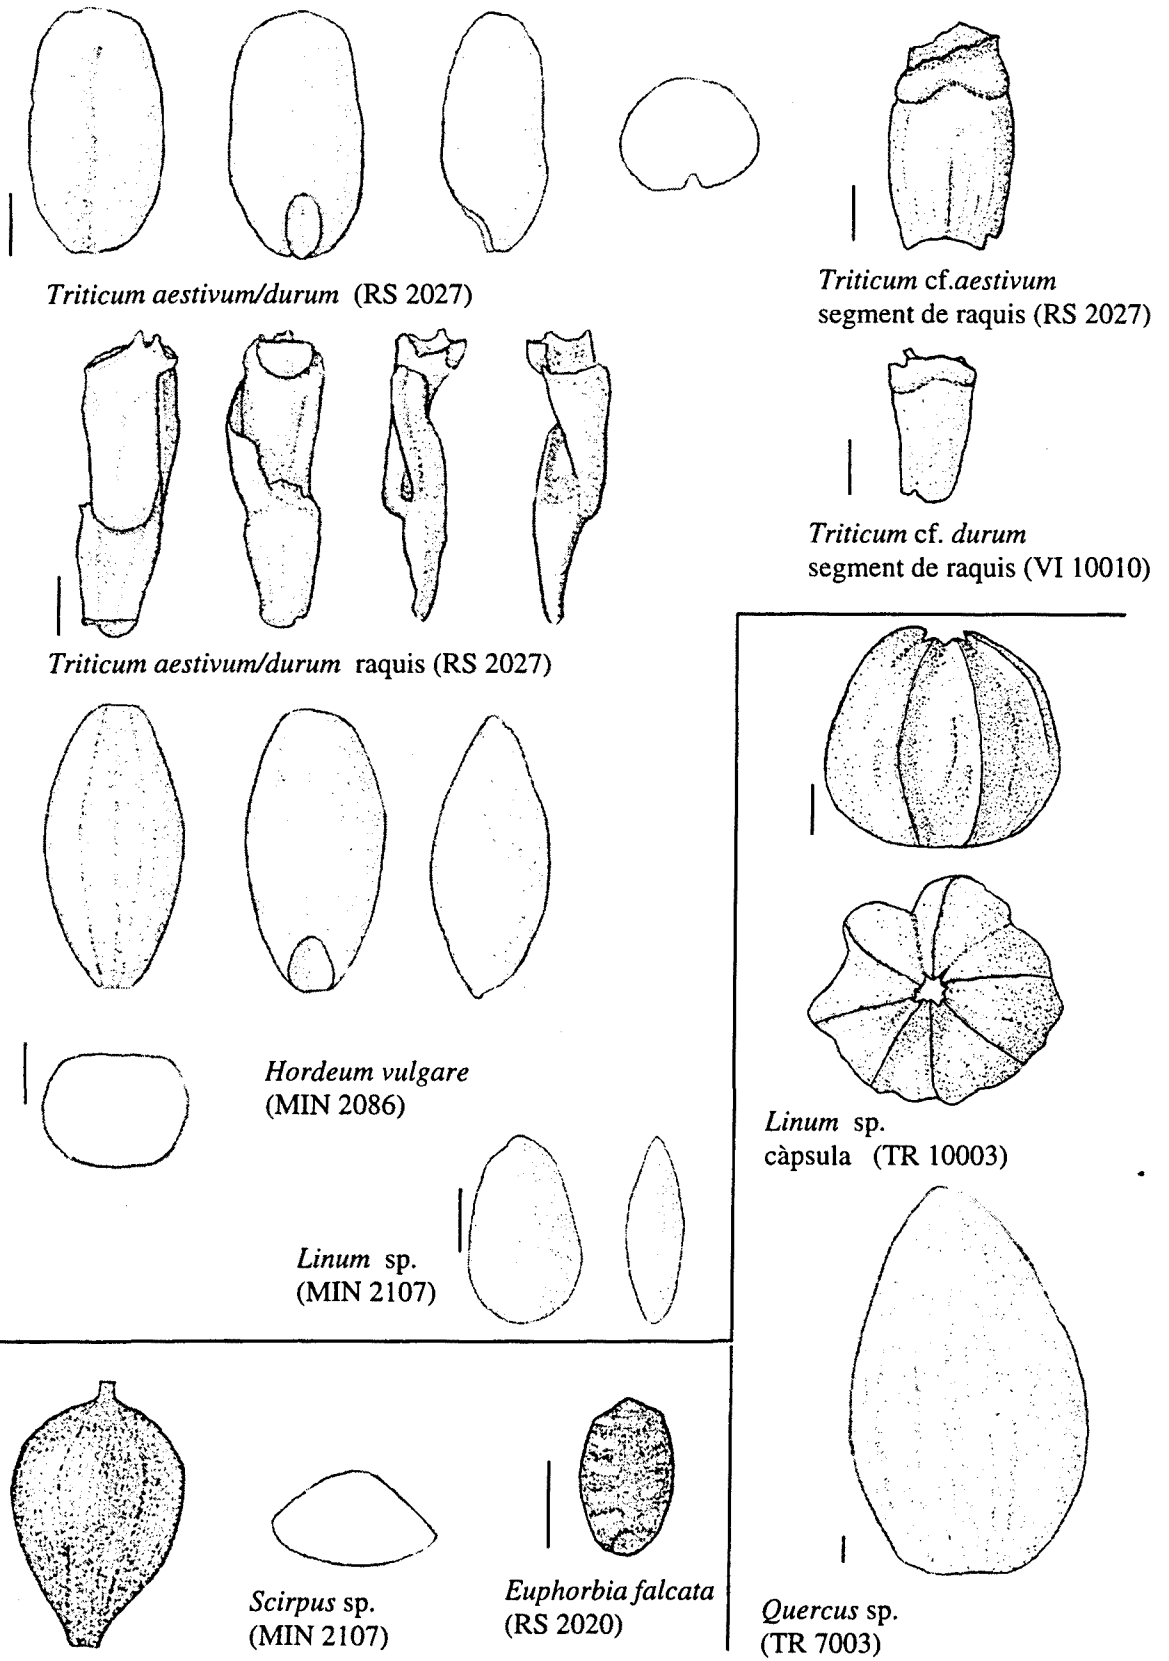 Triticum aestivum/durum (RS 2027)
Triticum cf.aestivum
segment de raquis (RS 2027)
Triticum cf. durum
segment de raquis (VI 10010)
Triticum aestivum/durum raquis (RS 2027)
Hordeum vulgare
(MIN 2086)
Linum sp.
càpsula (TR 10003)
Linum sp.
(MIN 2107)
Scirpus sp.
(MIN 2107)
Euphorbia falcata
(RS 2020)
Quercus sp.
(TR 7003)